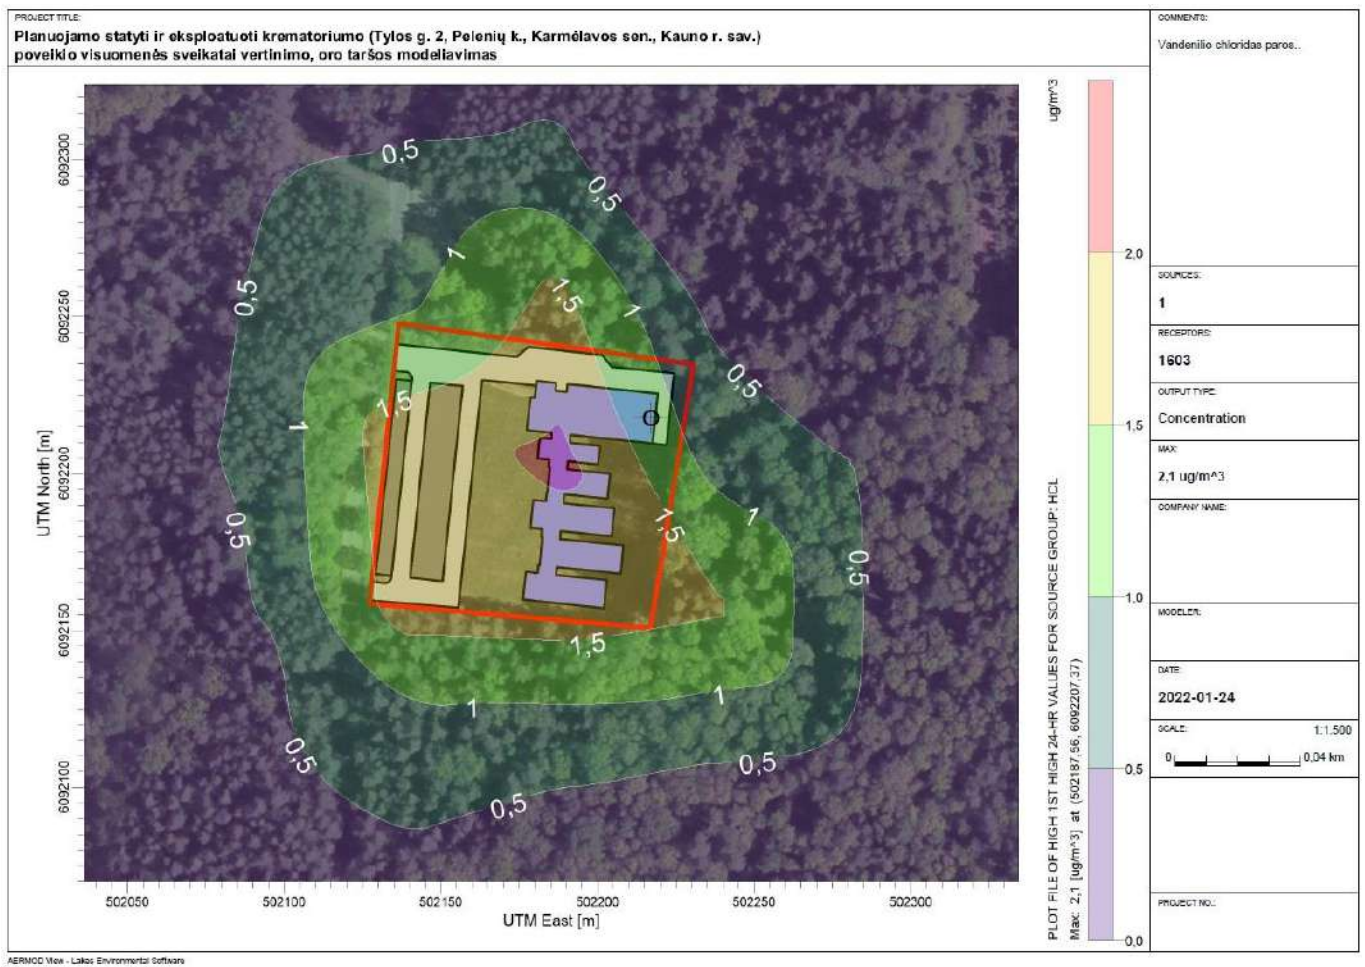 PROJECT TITLE:
Planuojamo statyti ir eksploatuoti krematoriumo (Tylos g. 2, Pelenių k., Karmėlavos sen., Kauno r. sav.)
poveikio visuomenės sveikatai vertinimo, oro taršos modeliavimas
COMMENTS:
Vandenilio chloridas paros..
SOURCES:
1
RECEPTORS:
1603
OUTPUT TYPE:
Concentration
MAX:
2,1 ug/m^3
COMPANY NAME:
MODELER:
DATE:
2022-01-24
SCALE:
1:1.500
0
0,04 km
PROJECT NO.:
ug/m^3
2,0
1,5
1,0
0,5
0,0
PLOT FILE OF HIGH 1ST HIGH 24-HR VALUES FOR SOURCE GROUP: HCL
Max: 2,1 [ug/m^3] at (502187,56, 6092207,37)
UTM North [m]
6092300
6092250
6092200
6092150
6092100
0,5
0,5
0,5
1
1,5
1
0,5
1,5
1
0,5
1,5
1
0,5
1,5
1
1
0,5
0,5
0,5
502050
502100
502150
502200
502250
502300
UTM East [m]
AERMOD View - Lakes Environmental Software